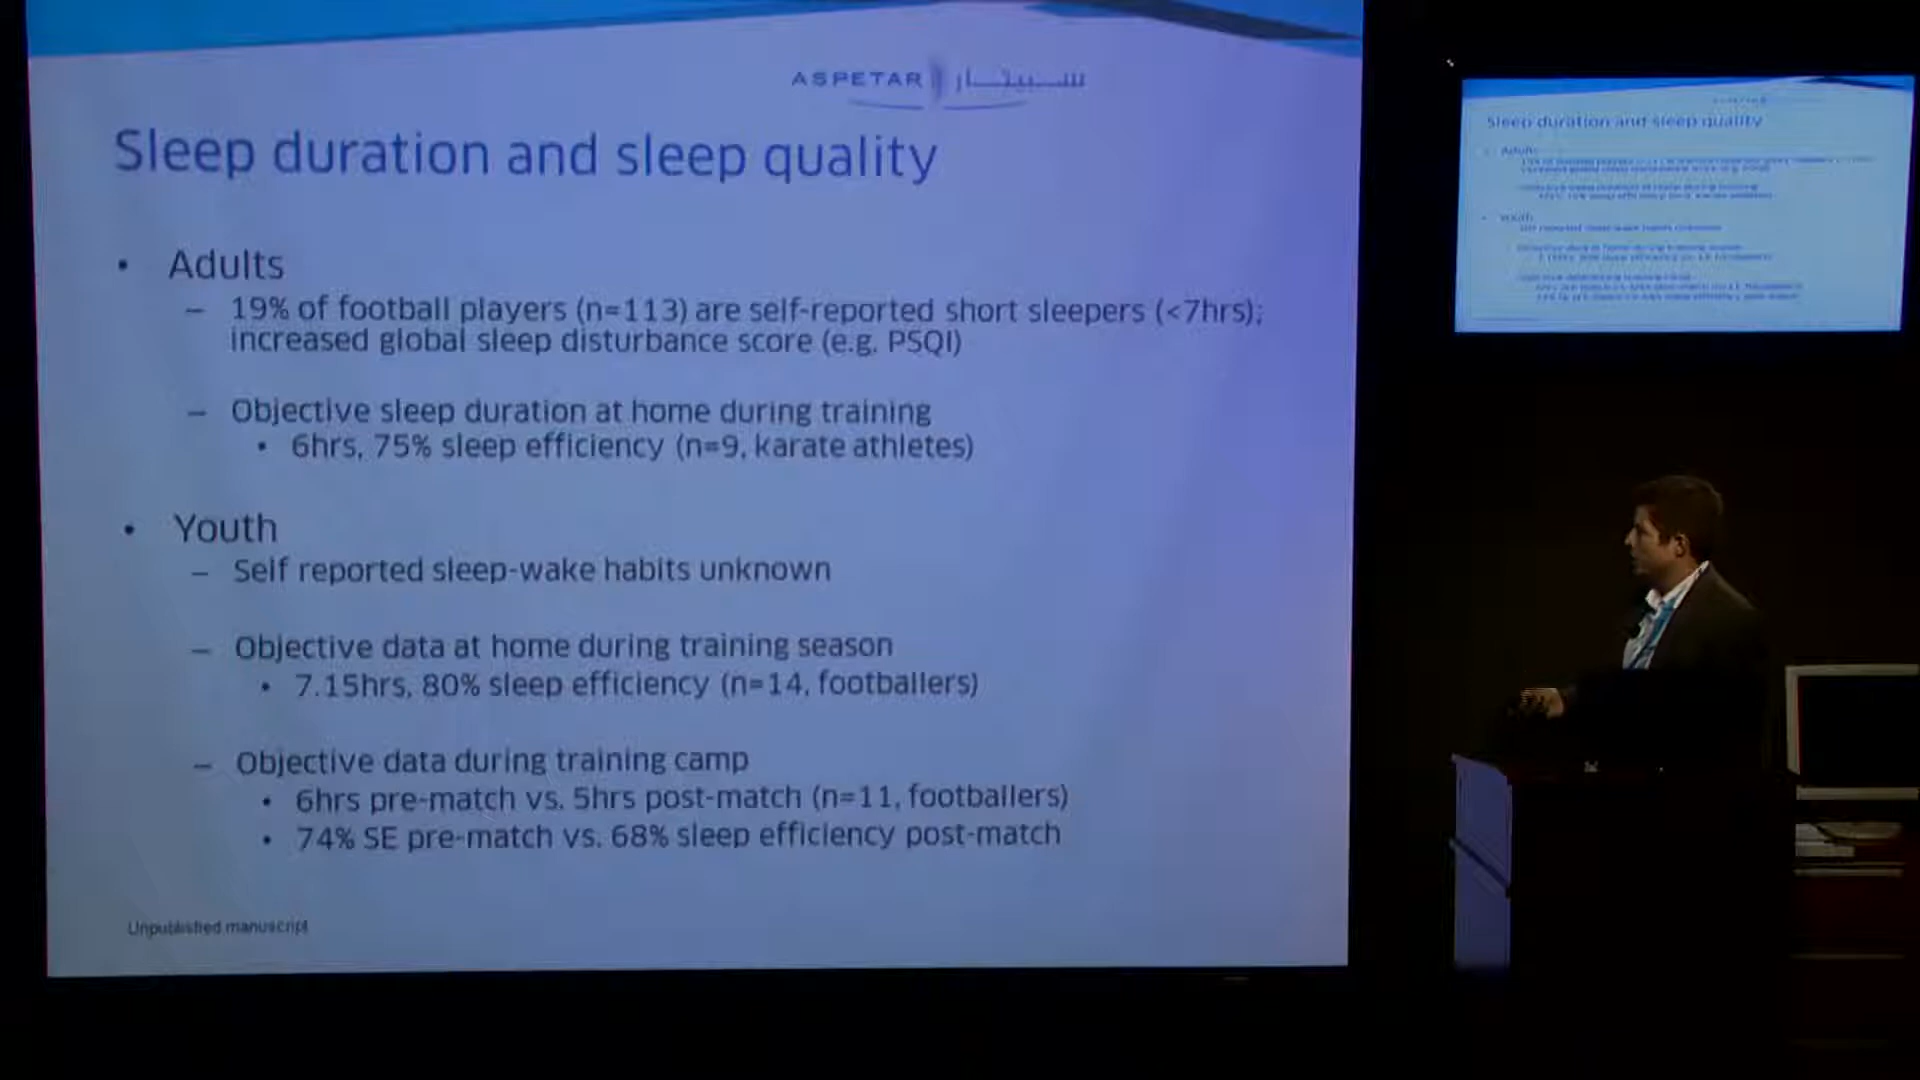 ASPETAR سبيتار
Sleep duration and sleep quality
• Adults
– 19% of football players (n=113) are self-reported short sleepers (<7hrs);
increased global sleep disturbance score (e.g. PSQI)
– Objective sleep duration at home during training
• 6hrs, 75% sleep efficiency (n=9, karate athletes)
• Youth
– Self reported sleep-wake habits unknown
– Objective data at home during training season
• 7.15hrs, 80% sleep efficiency (n=14, footballers)
– Objective data during training camp
• 6hrs pre-match vs. 5hrs post-match (n=11, footballers)
• 74% SE pre-match vs. 68% sleep efficiency post-match
Unpublished manuscript
Sleep duration and sleep quality
Adults
Youth